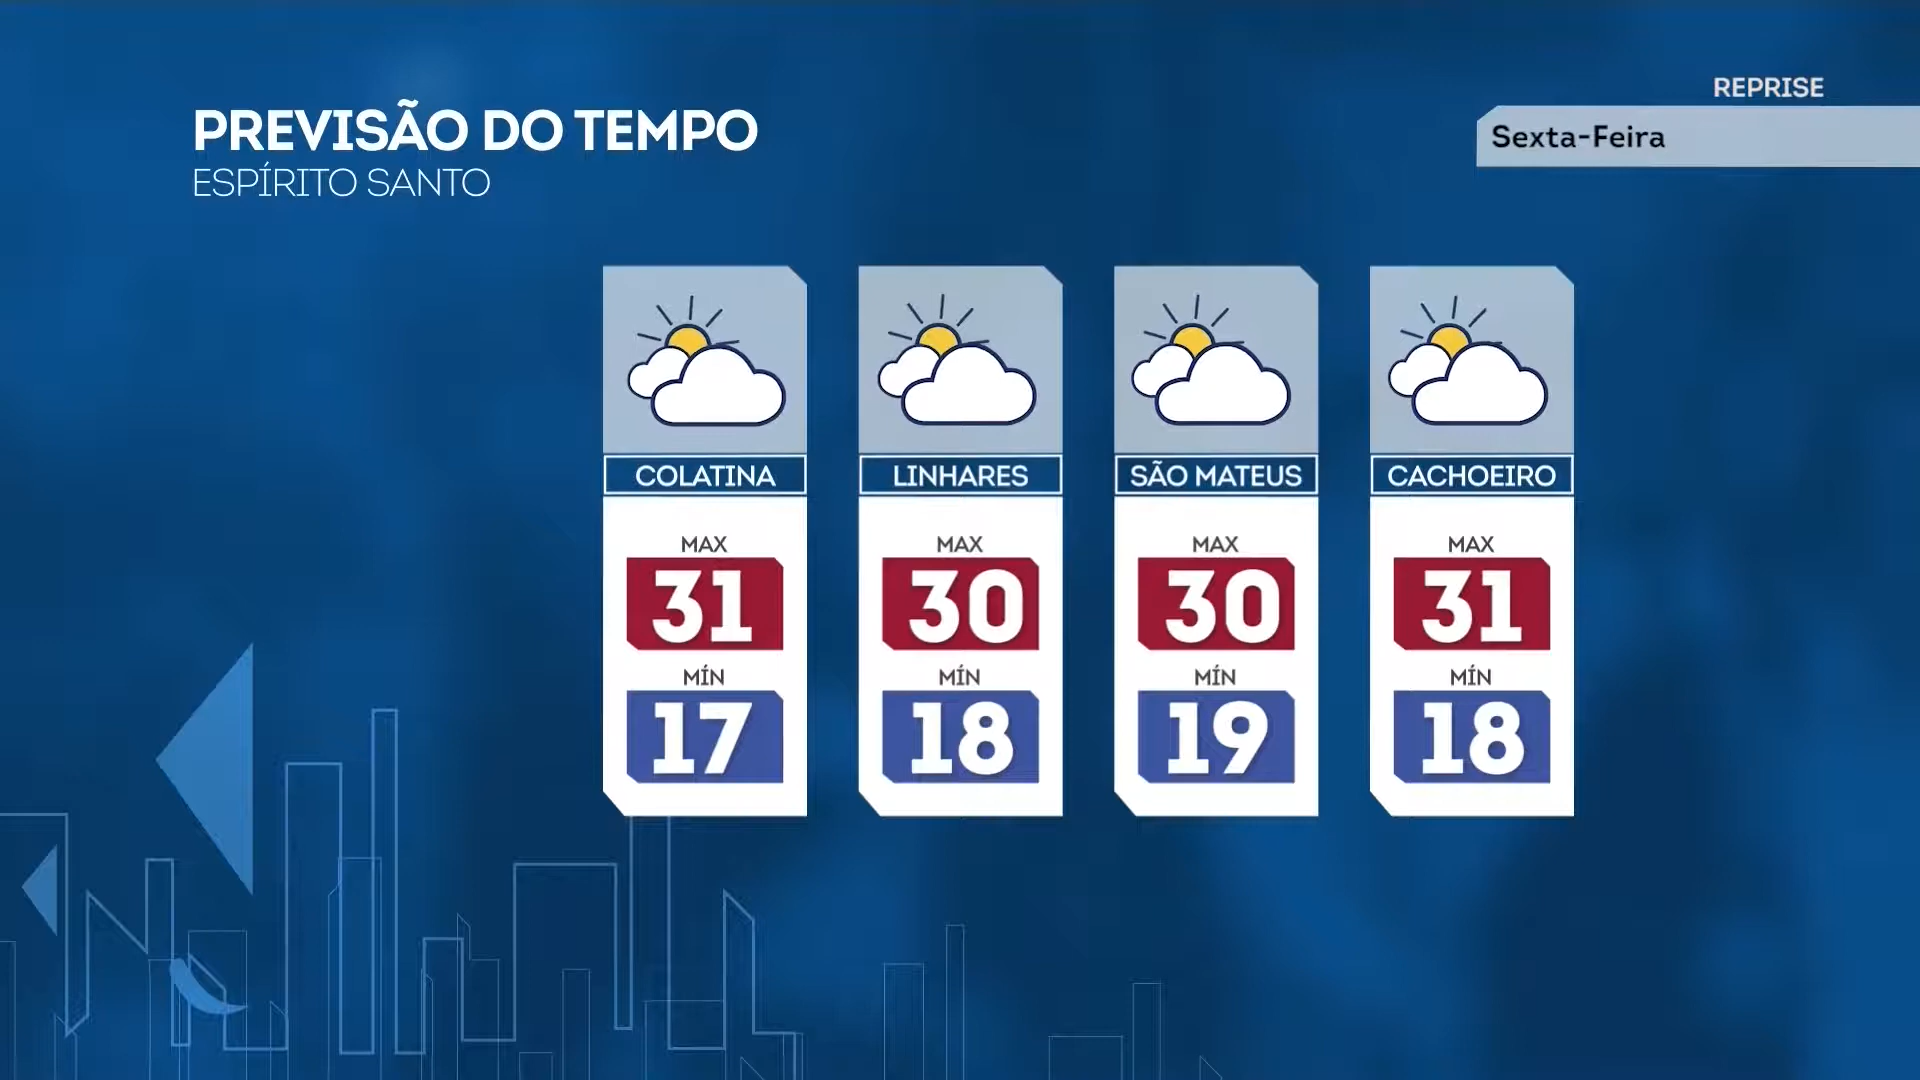 PREVISÃO DO TEMPO
ESPÍRITO SANTO
REPRISE
Sexta-Feira
COLATINA
MAX
31
MÍN
17
LINHARES
MAX
30
MÍN
18
SÃO MATEUS
MAX
30
MÍN
19
CACHOEIRO
MAX
31
MÍN
18